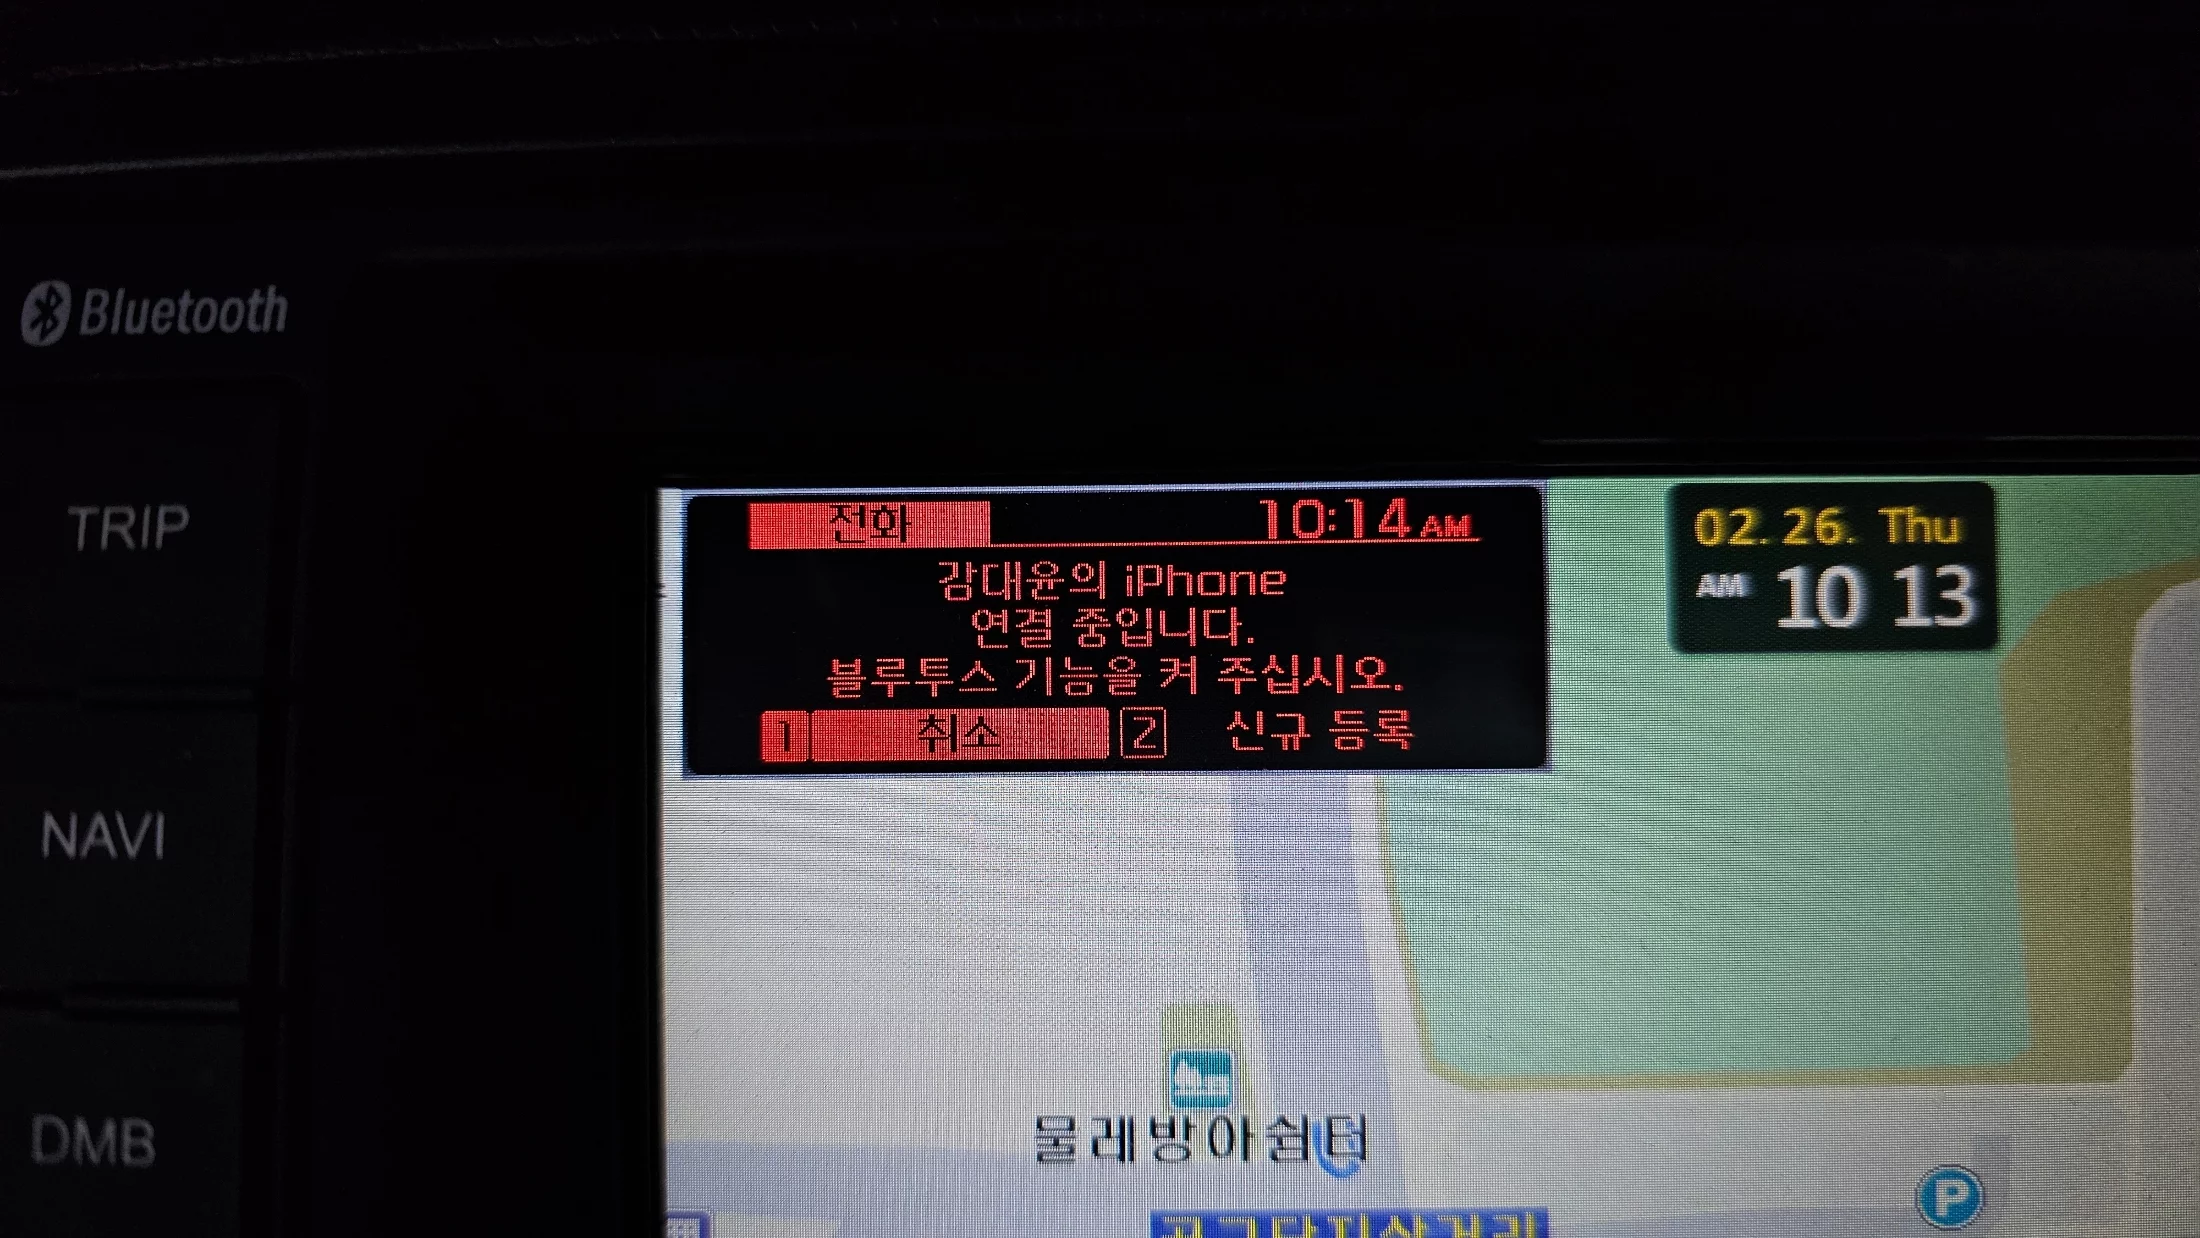 Bluetooth
TRIP
NAVI
DMB
전화
10:14 AM
감대윤의 iPhone
연결 중입니다.
블루투스 기능을 켜 주십시오.
1 취소 2 신규 등록
02. 26. Thu
AM 10 13
물레방아쉼터
P